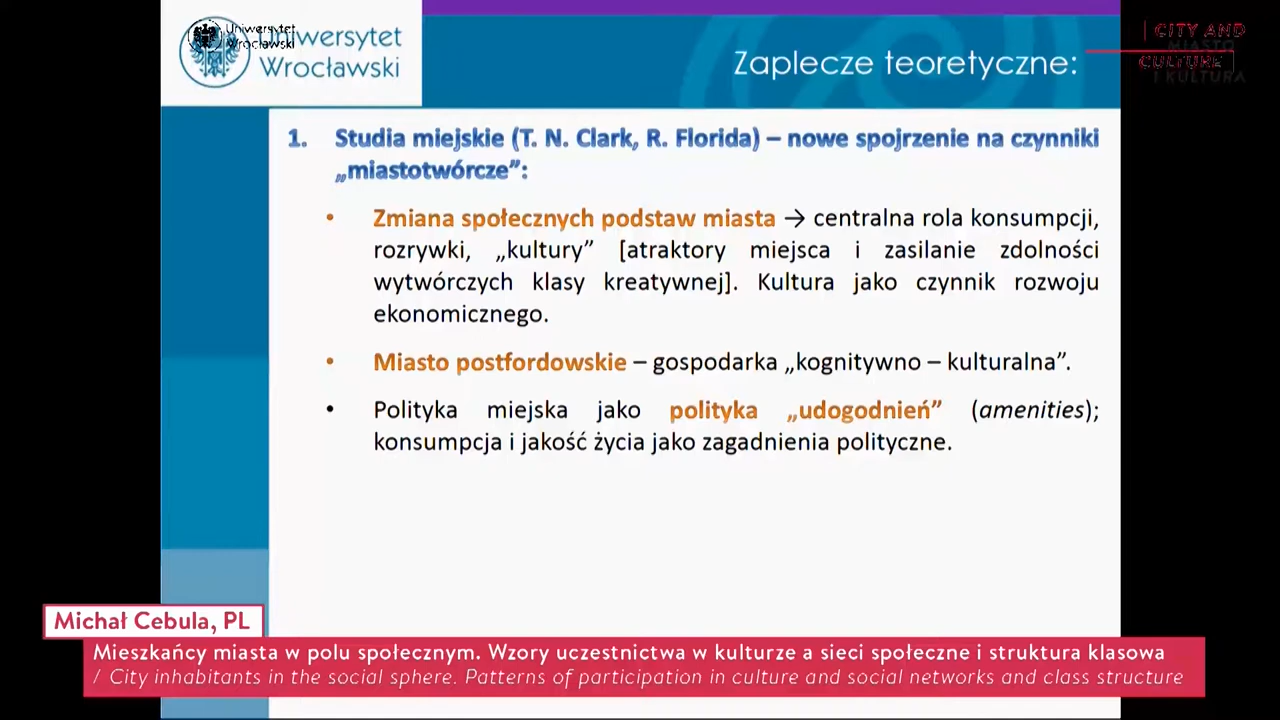 Uniwersytet
Wrocławski
Uniwersytet
Wrocławski
Zaplecze teoretyczne:
CITY AND
CULTURE
MIASTO
I KULTURA
1. Studia miejskie (T. N. Clark, R. Florida) – nowe spojrzenie na czynniki
„miastotwórcze”:
• Zmiana społecznych podstaw miasta → centralna rola konsumpcji,
rozrywki, „kultury” [atraktory miejsca i zasilanie zdolności
wytwórczych klasy kreatywnej]. Kultura jako czynnik rozwoju
ekonomicznego.
• Miasto postfordowskie – gospodarka „kognitywno – kulturalna”.
• Polityka miejska jako polityka „udogodnień” (amenities);
konsumpcja i jakość życia jako zagadnienia polityczne.
Michał Cebula, PL
Mieszkańcy miasta w polu społecznym. Wzory uczestnictwa w kulturze a sieci społeczne i struktura klasowa
/ City inhabitants in the social sphere. Patterns of participation in culture and social networks and class structure